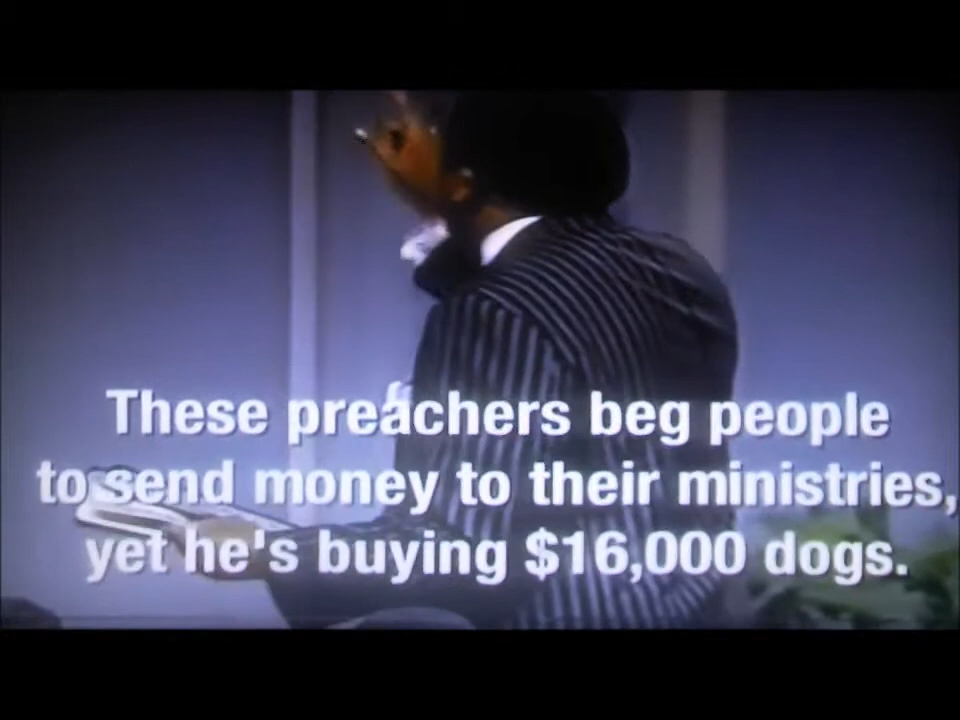 These preachers beg people
to send money to their ministries,
yet he's buying $16,000 dogs.